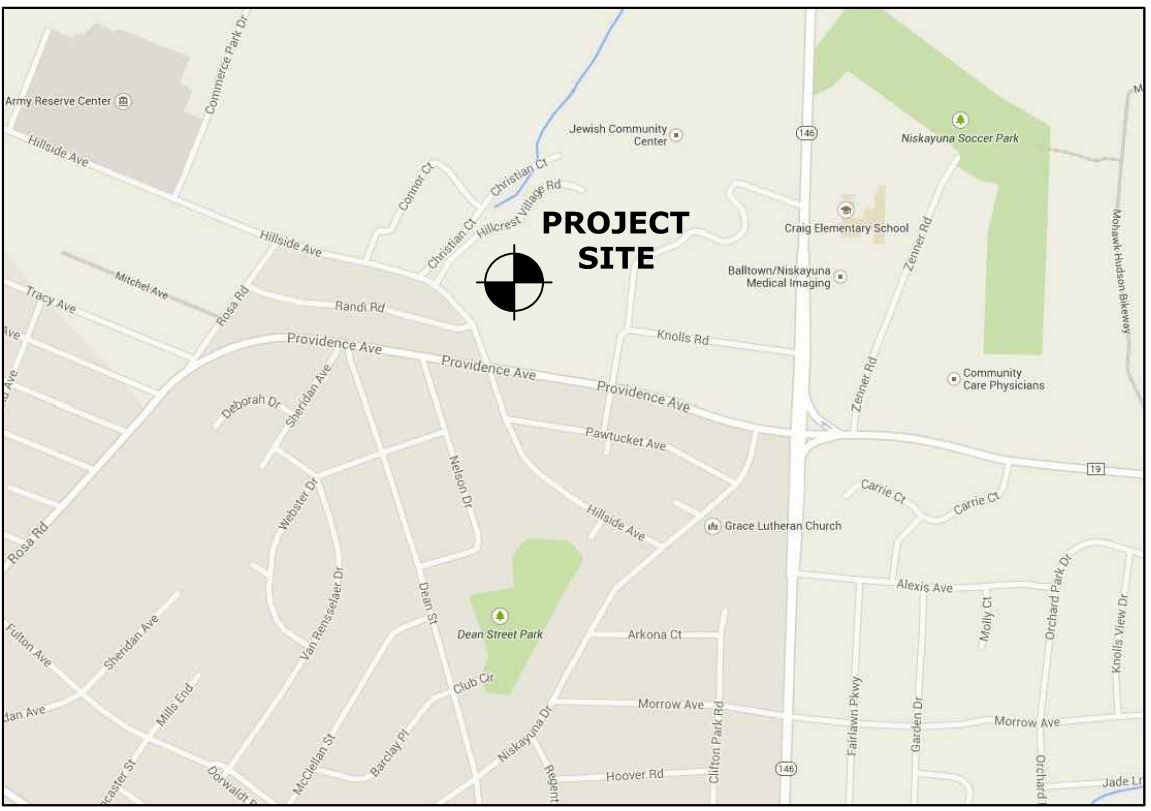 Commerce Park Dr
Army Reserve Center
Hillside Ave
146
Jewish Community
Center
Niskayuna Soccer Park
Connor Ct
Christian Ct
Hillcrest Village Rd
Christian Ct
PROJECT
SITE
Craig Elementary School
Zenner Rd
Mohawk Hudson Bikeway
Hillside Ave
Balltown/Niskayuna
Medical Imaging
Mitchel Ave
Tracy Ave
Rosa Rd
Randi Rd
Knolls Rd
Providence Ave
Providence Ave
Providence Ave
Ave
Community
Care Physicians
Zenner Rd
Sheridan Ave
Deborah Dr
Pawtucket Ave
Nelson Dr
19
Webster Dr
Carrie Ct
Carrie Ct
Hillside Ave
Grace Lutheran Church
Rosa Rd
Alexis Ave
Orchard Park Dr
Van Rensselaer Dr
Dean St
Molly Ct
Knolls View Dr
Dean Street Park
Arkona Ct
Fulton Ave
Sheridan Ave
Club Cir
Mills End
Morrow Ave
Fairlawn Pkwy
Garden Dr
Morrow Ave
dan Ave
Niskayuna Dr
Clifton Park Rd
McClellan St
Barclay Pl
Regent
Hoover Rd
146
Orchard
Jade Ln
caster St
Dorwaldt